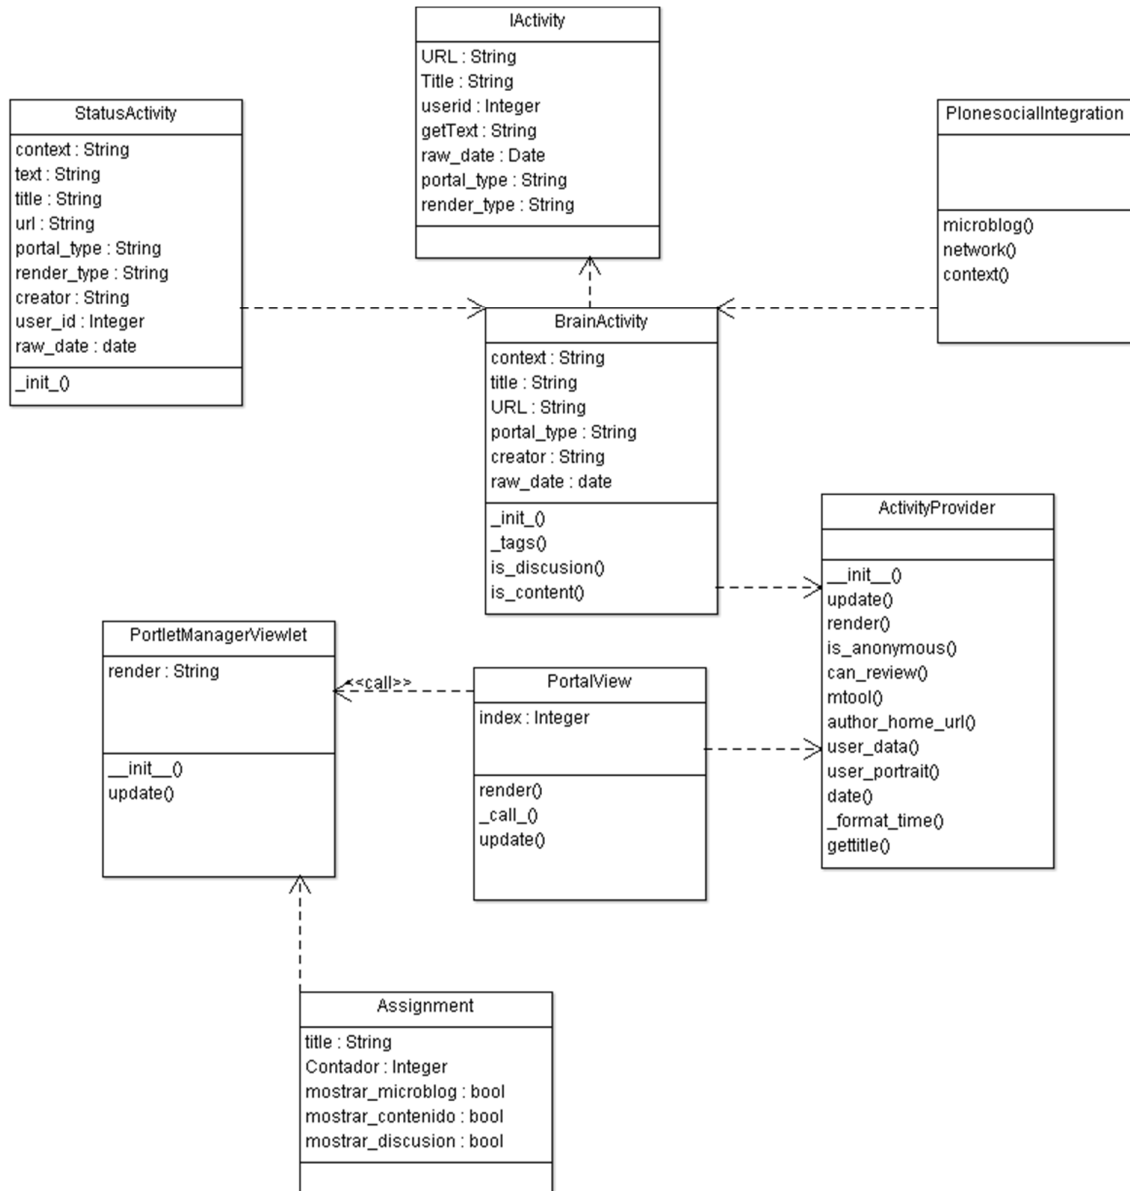 IActivity
URL : String
Title : String
userid : Integer
getText : String
raw_date : Date
portal_type : String
render_type : String
StatusActivity
context : String
text : String
title : String
url : String
portal_type : String
render_type : String
creator : String
user_id : Integer
raw_date : date
_init_()
PlonesocialIntegration
microblog()
network()
context()
BrainActivity
context : String
title : String
URL : String
portal_type : String
creator : String
raw_date : date
_init_()
_tags()
is_discusion()
is_content()
ActivityProvider
__init__()
update()
render()
is_anonymous()
can_review()
mtool()
author_home_url()
user_data()
user_portrait()
date()
_format_time()
gettitle()
PortletManagerViewlet
render : String
__init__()
update()
<<call>>
PortalView
index : Integer
render()
_call_()
update()
Assignment
title : String
Contador : Integer
mostrar_microblog : bool
mostrar_contenido : bool
mostrar_discusion : bool